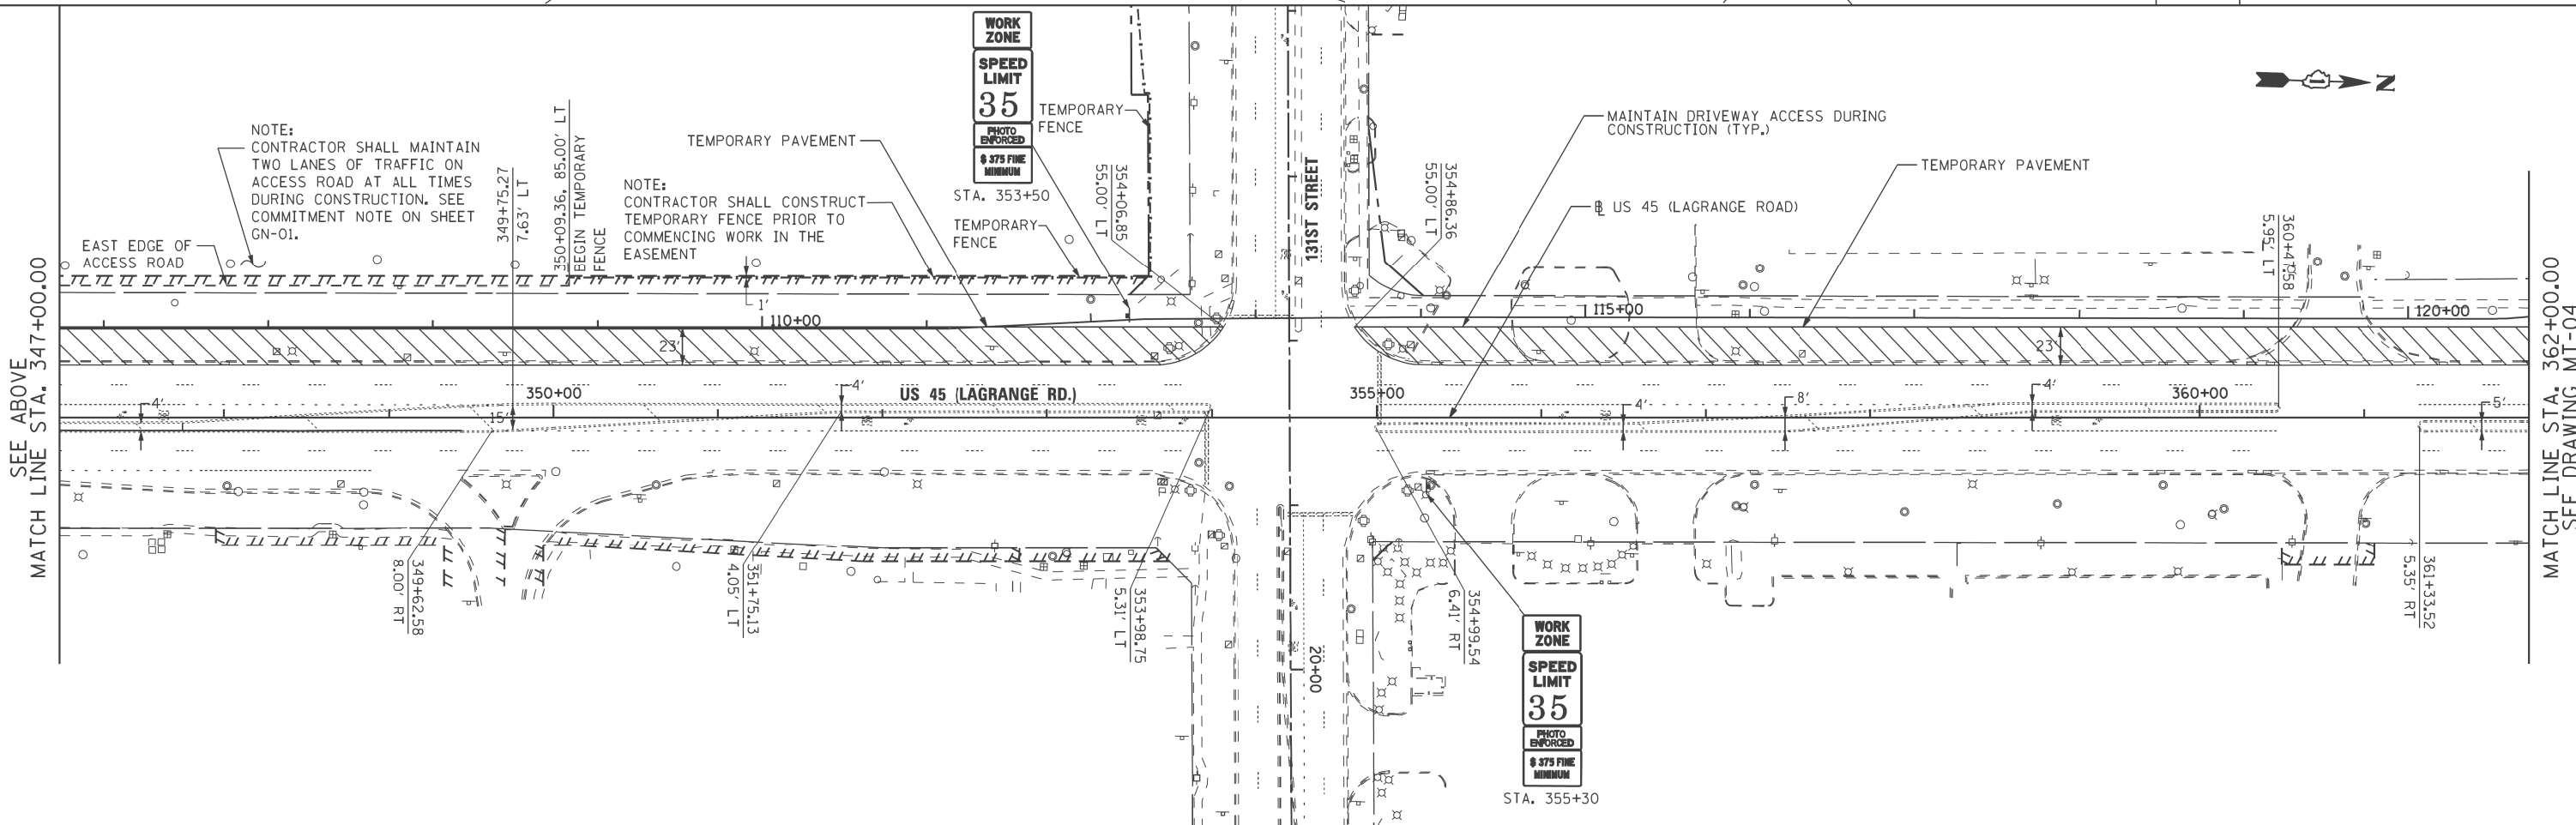 SEE ABOVE
MATCH LINE STA. 347+00.00
NOTE:
CONTRACTOR SHALL MAINTAIN
TWO LANES OF TRAFFIC ON
ACCESS ROAD AT ALL TIMES
DURING CONSTRUCTION. SEE
COMMITMENT NOTE ON SHEET
GN-01.
EAST EDGE OF
ACCESS ROAD
349+75.27
7.63' LT
350+09.36, 85.00' LT
BEGIN TEMPORARY
FENCE
NOTE:
CONTRACTOR SHALL CONSTRUCT
TEMPORARY FENCE PRIOR TO
COMMENCING WORK IN THE
EASEMENT
TEMPORARY PAVEMENT
WORK
ZONE
SPEED
LIMIT
35
PHOTO
ENFORCED
$ 375 FINE
MINIMUM
STA. 353+50
TEMPORARY
FENCE
TEMPORARY
FENCE
354+06.85
55.00' LT
131ST STREET
354+86.36
55.00' LT
MAINTAIN DRIVEWAY ACCESS DURING
CONSTRUCTION (TYP.)
TEMPORARY PAVEMENT
℄ US 45 (LAGRANGE ROAD)
N
360+47.58
5.95' LT
1'
110+00
115+00
120+00
23'
23'
4'
15'
350+00
4'
US 45 (LAGRANGE RD.)
355+00
4'
8'
4'
360+00
5'
349+62.58
8.00' RT
351+75.13
4.05' LT
353+98.75
5.31' LT
20+00
354+99.54
6.41' RT
WORK
ZONE
SPEED
LIMIT
35
PHOTO
ENFORCED
$ 375 FINE
MINIMUM
STA. 355+30
361+33.52
5.35' RT
MATCH LINE STA. 362+00.00
SEE DRAWING MT-04